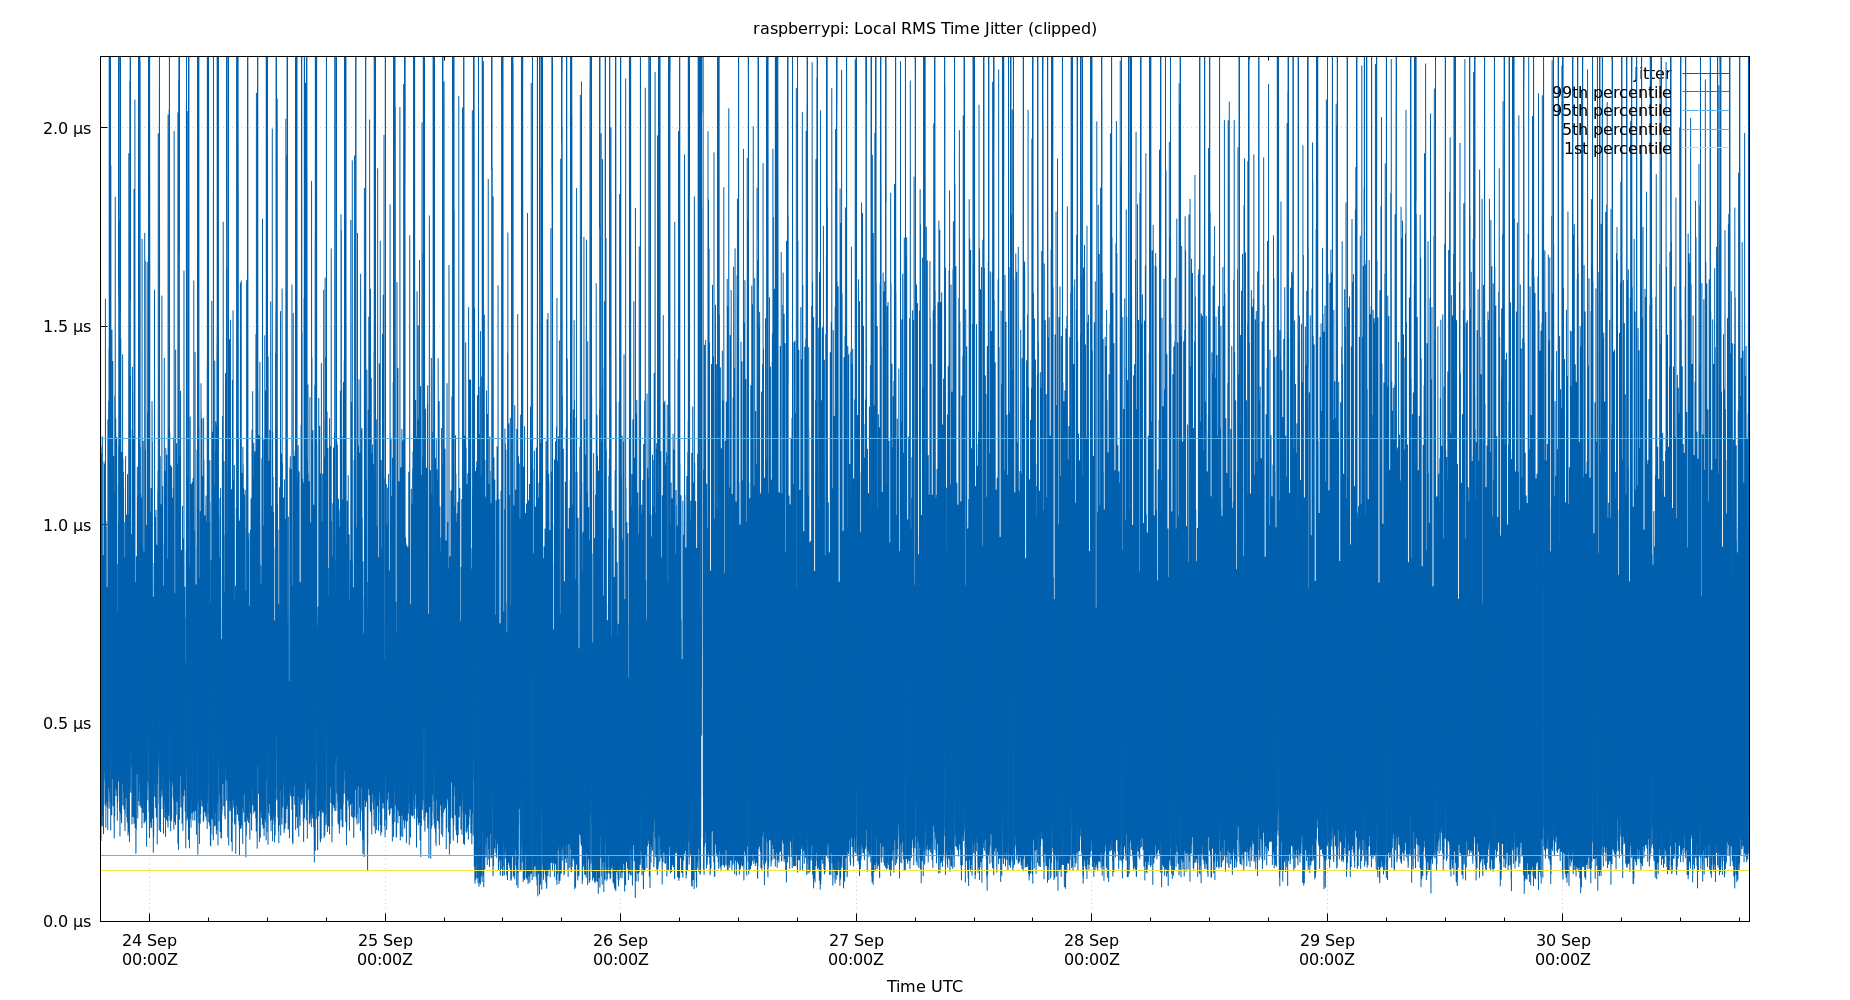 raspberrypi: Local RMS Time Jitter (clipped)
jitter
99th percentile
95th percentile
5th percentile
1st percentile
2.0 µs
1.5 µs
1.0 µs
0.5 µs
0.0 µs
24 Sep 25 Sep 26 Sep 27 Sep 28 Sep 29 Sep 30 Sep
00:00Z 00:00Z 00:00Z 00:00Z 00:00Z 00:00Z 00:00Z
Time UTC